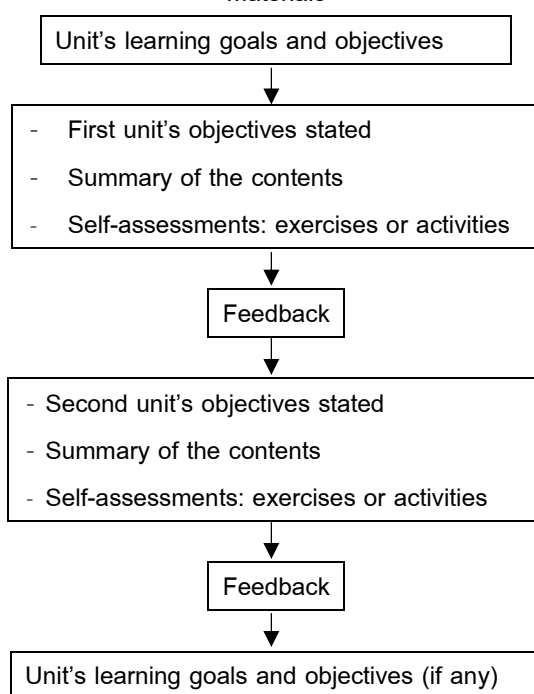 Unit's learning goals and objectives
- First unit's objectives stated
- Summary of the contents
- Self-assessments: exercises or activities
Feedback
- Second unit's objectives stated
- Summary of the contents
- Self-assessments: exercises or activities
Feedback
Unit's learning goals and objectives (if any)